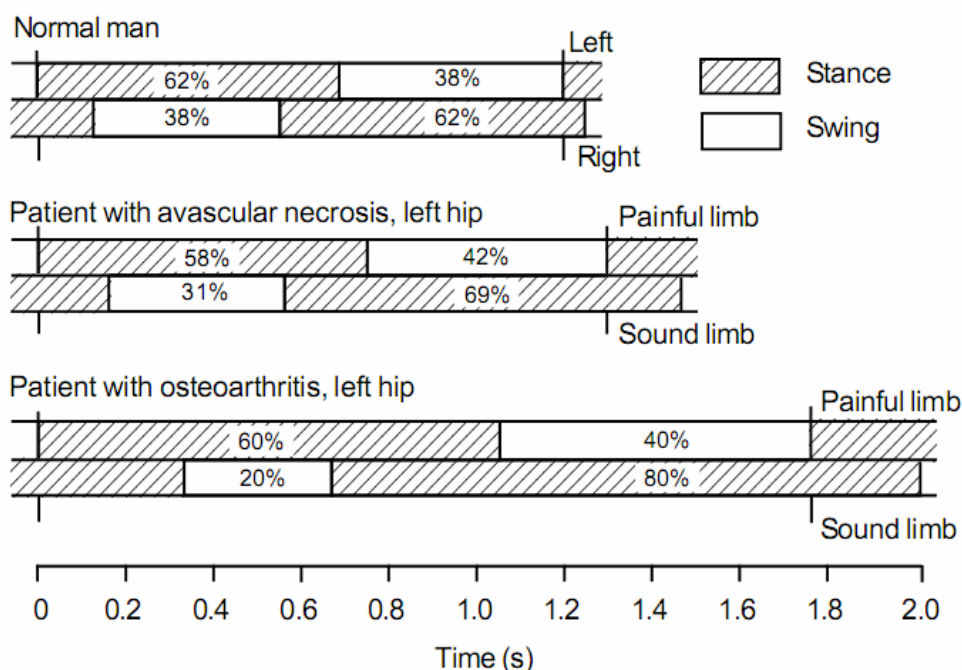 Normal man
Left
62% 38%
38% 62%
Right
Stance
Swing
Patient with avascular necrosis, left hip
Painful limb
58% 42%
31% 69%
Sound limb
Patient with osteoarthritis, left hip
Painful limb
60% 40%
20% 80%
Sound limb
0 0.2 0.4 0.6 0.8 1.0 1.2 1.4 1.6 1.8 2.0
Time (s)